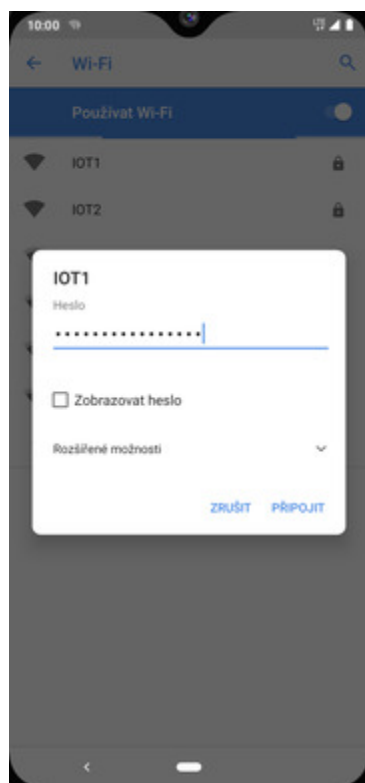 10:00
Wi-Fi
Používat Wi-Fi
IOT1
IOT2
IOT1
Heslo
••••••••••••••••
Zobrazovat heslo
Rozšířené možnosti
ZRUŠIT PŘIPOJIT